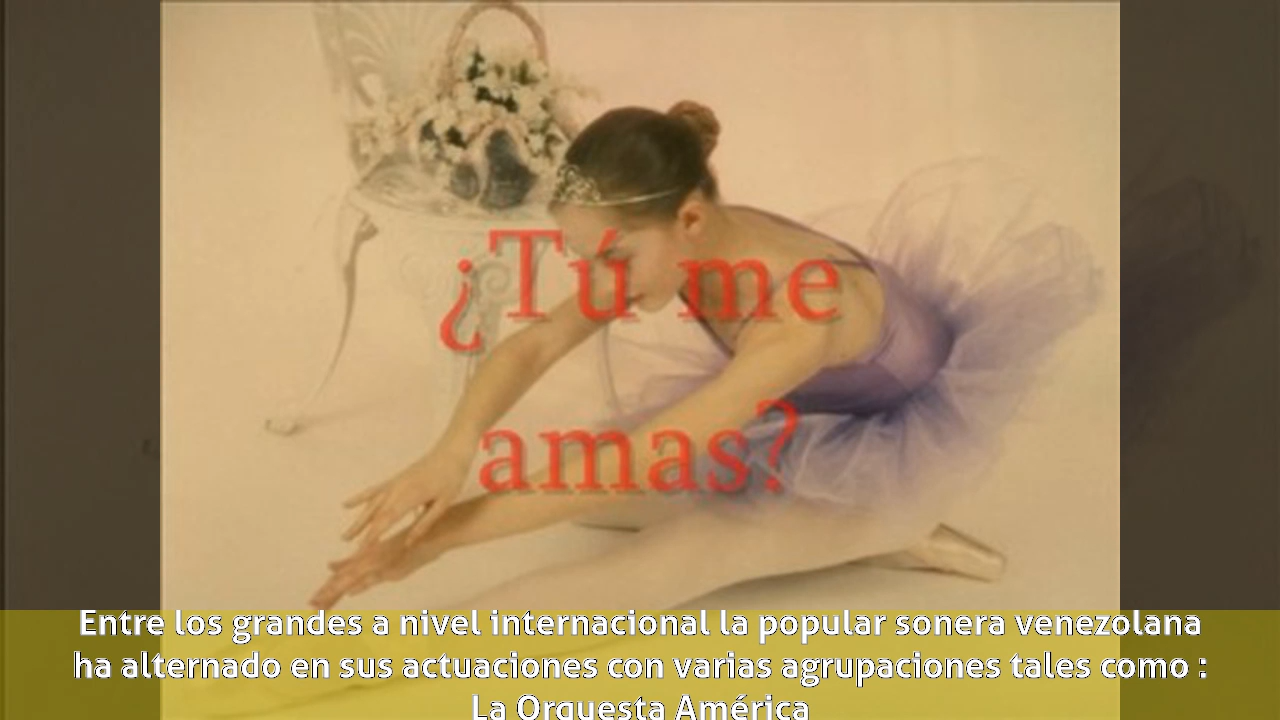 ¿Tú me
amas?
Entre los grandes a nivel internacional la popular sonera venezolana
ha alternado en sus actuaciones con varias agrupaciones tales como :
La Orquesta América